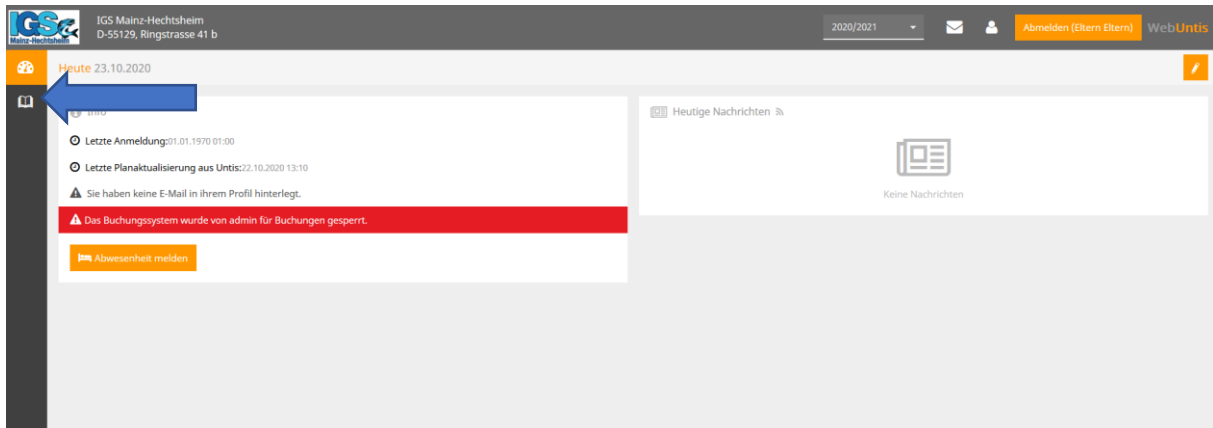 IGS
Mainz-Hechtsheim
IGS Mainz-Hechtsheim
D-55129, Ringstrasse 41 b
2020/2021
Abmelden (Eltern Eltern)
WebUntis
Heute 23.10.2020
Info
Heutige Nachrichten
Letzte Anmeldung:01.01.1970 01:00
Letzte Planaktualisierung aus Untis:22.10.2020 13:10
Sie haben keine E-Mail in ihrem Profil hinterlegt.
Keine Nachrichten
Das Buchungssystem wurde von admin für Buchungen gesperrt.
Abwesenheit melden